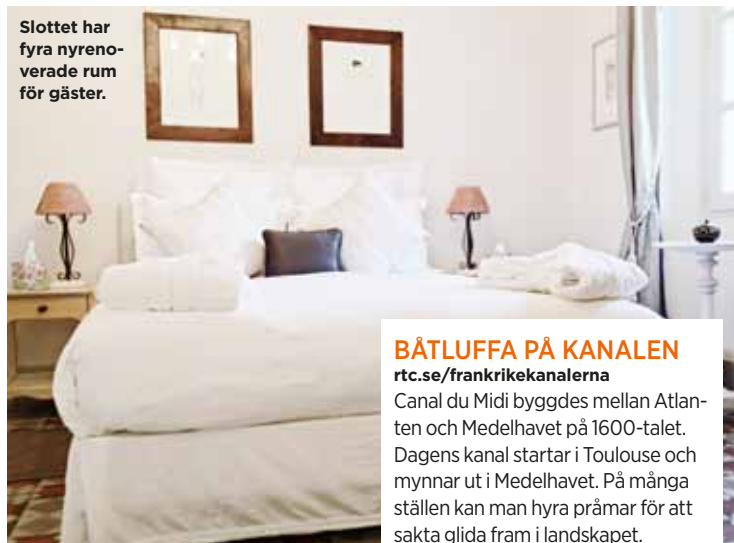 Slottet har
fyra nyreno-
verade rum
för gäster.
BÅTLUFFA PÅ KANALEN
rtc.se/frankrikekanalerna
Canal du Midi byggdes mellan Atlan-
ten och Medelhavet på 1600-talet.
Dagens kanal startar i Toulouse och
mynnar ut i Medelhavet. På många
ställen kan man hyra pråmar för att
sakta glida fram i landskapet.